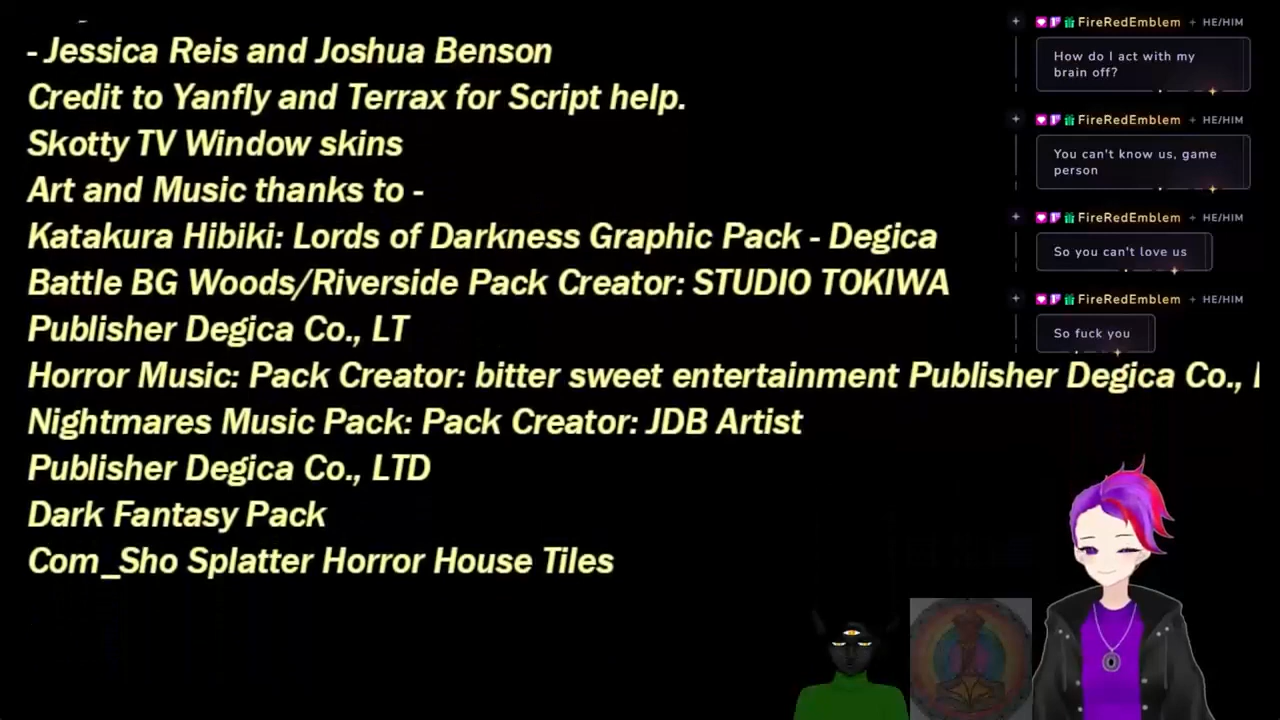 - Jessica Reis and Joshua Benson
Credit to Yanfly and Terrax for Script help.
Skotty TV Window skins
Art and Music thanks to -
Katakura Hibiki: Lords of Darkness Graphic Pack - Degica
Battle BG Woods/Riverside Pack Creator: STUDIO TOKIWA
Publisher Degica Co., LT
Horror Music: Pack Creator: bitter sweet entertainment Publisher Degica Co.,
Nightmares Music Pack: Pack Creator: JDB Artist
Publisher Degica Co., LTD
Dark Fantasy Pack
Com_Sho Splatter Horror House Tiles
FireRedEmblem HE/HIM
How do I act with my
brain off?
FireRedEmblem HE/HIM
You can't know us, game
person
FireRedEmblem HE/HIM
So you can't love us
FireRedEmblem HE/HIM
So fuck you